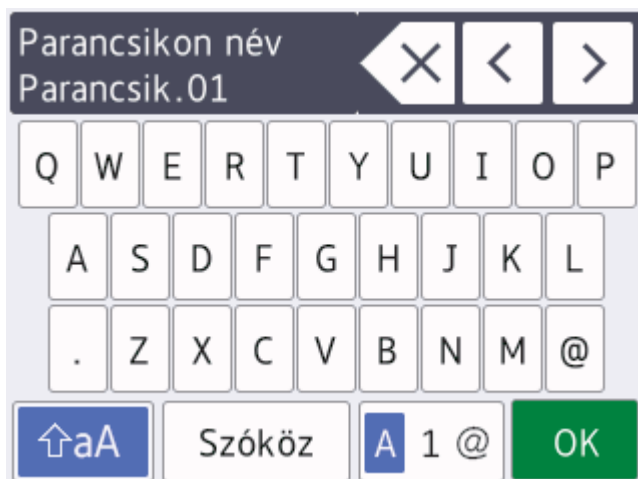 Parancsikon név
Parancsik.01
Q W E R T Y U I O P
A S D F G H J K L
. Z X C V B N M @
aA Szóköz A 1 @ OK